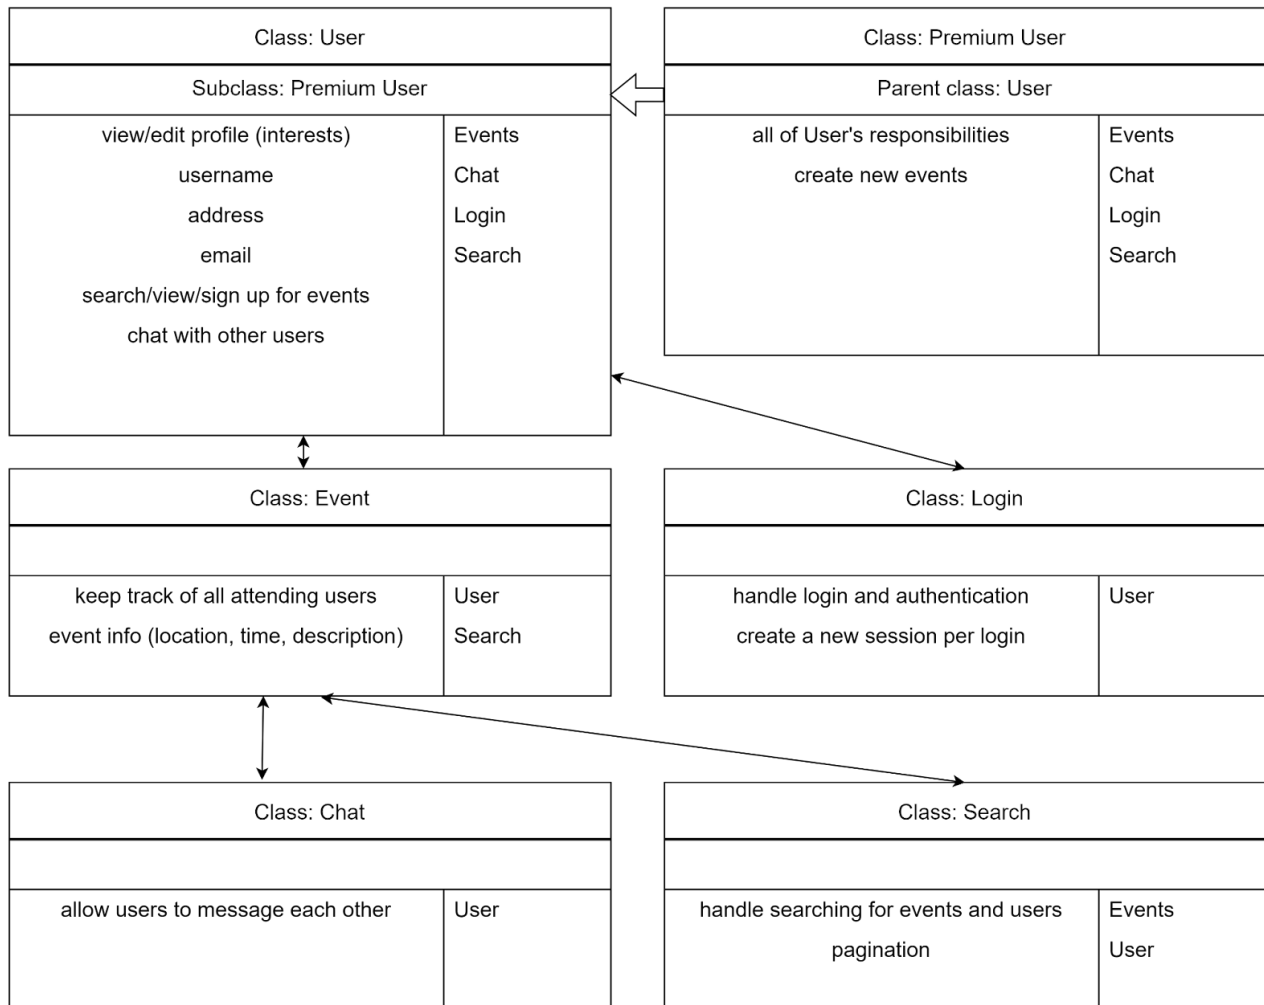 Class: User
Subclass: Premium User
view/edit profile (interests)
username
address
email
search/view/sign up for events
chat with other users
Events
Chat
Login
Search
Class: Premium User
Parent class: User
all of User's responsibilities
create new events
Events
Chat
Login
Search
Class: Event
keep track of all attending users
event info (location, time, description)
User
Search
Class: Login
handle login and authentication
create a new session per login
User
Class: Chat
allow users to message each other
User
Class: Search
handle searching for events and users
pagination
Events
User